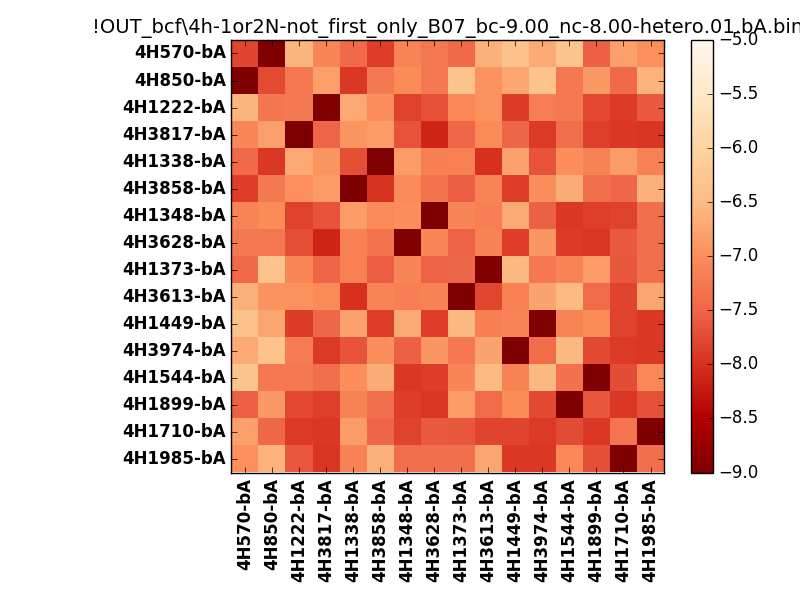 !OUT_bcf\4h-1or2N-not_first_only_B07_bc-9.00_nc-8.00-hetero.01.bA.bin
4H570-bA
4H850-bA
4H1222-bA
4H3817-bA
4H1338-bA
4H3858-bA
4H1348-bA
4H3628-bA
4H1373-bA
4H3613-bA
4H1449-bA
4H3974-bA
4H1544-bA
4H1899-bA
4H1710-bA
4H1985-bA
4H570-bA
4H850-bA
4H1222-bA
4H3817-bA
4H1338-bA
4H3858-bA
4H1348-bA
4H3628-bA
4H1373-bA
4H3613-bA
4H1449-bA
4H3974-bA
4H1544-bA
4H1899-bA
4H1710-bA
4H1985-bA
−5.0
−5.5
−6.0
−6.5
−7.0
−7.5
−8.0
−8.5
−9.0